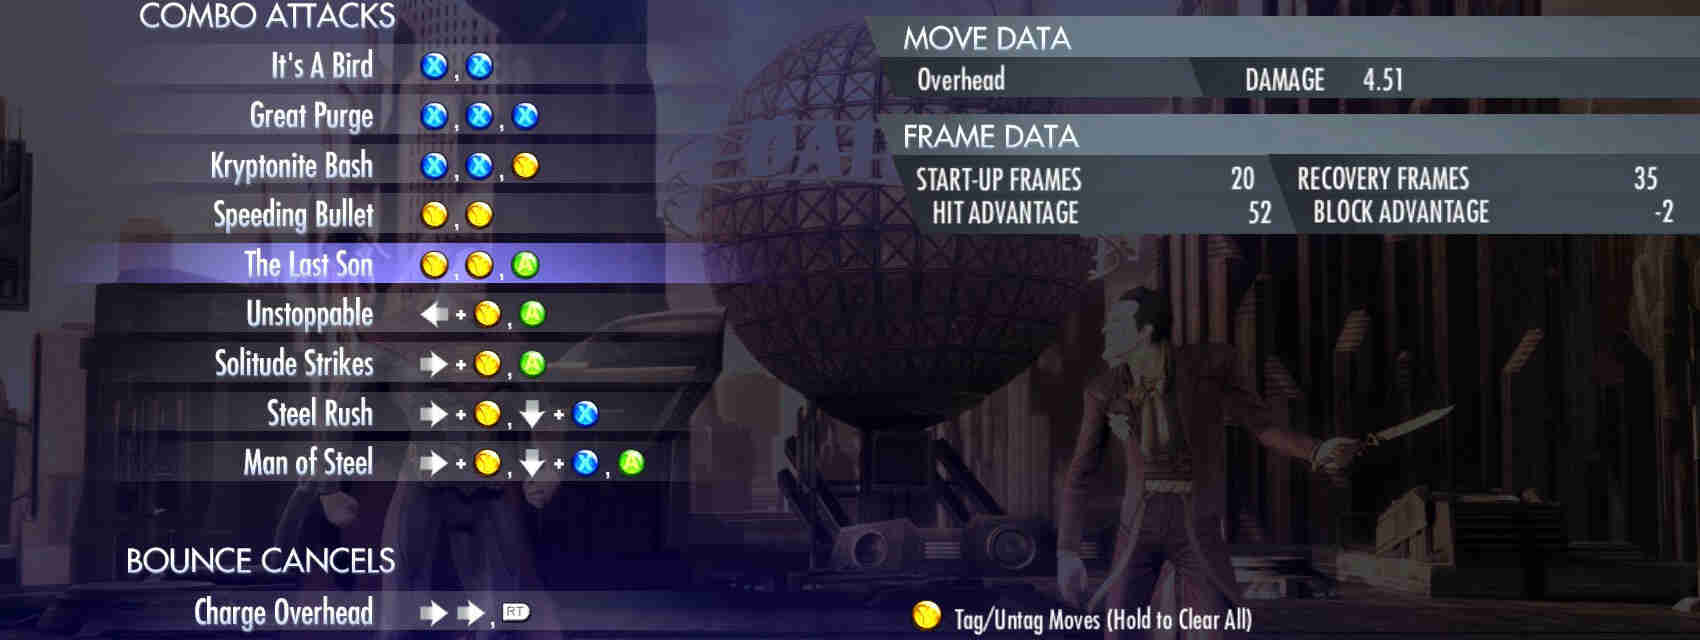 COMBO ATTACKS
It's A Bird X , X
Great Purge X , X , X
Kryptonite Bash X , X , Y
Speeding Bullet Y , Y
The Last Son Y , Y , A
Unstoppable + Y , A
Solitude Strikes + Y , A
Steel Rush + Y , + X
Man of Steel + Y , + X , A
BOUNCE CANCELS
Charge Overhead , RT
MOVE DATA
Overhead DAMAGE 4.51
FRAME DATA
START-UP FRAMES 20 RECOVERY FRAMES 35
HIT ADVANTAGE 52 BLOCK ADVANTAGE -2
Y Tag/Untag Moves (Hold to Clear All)